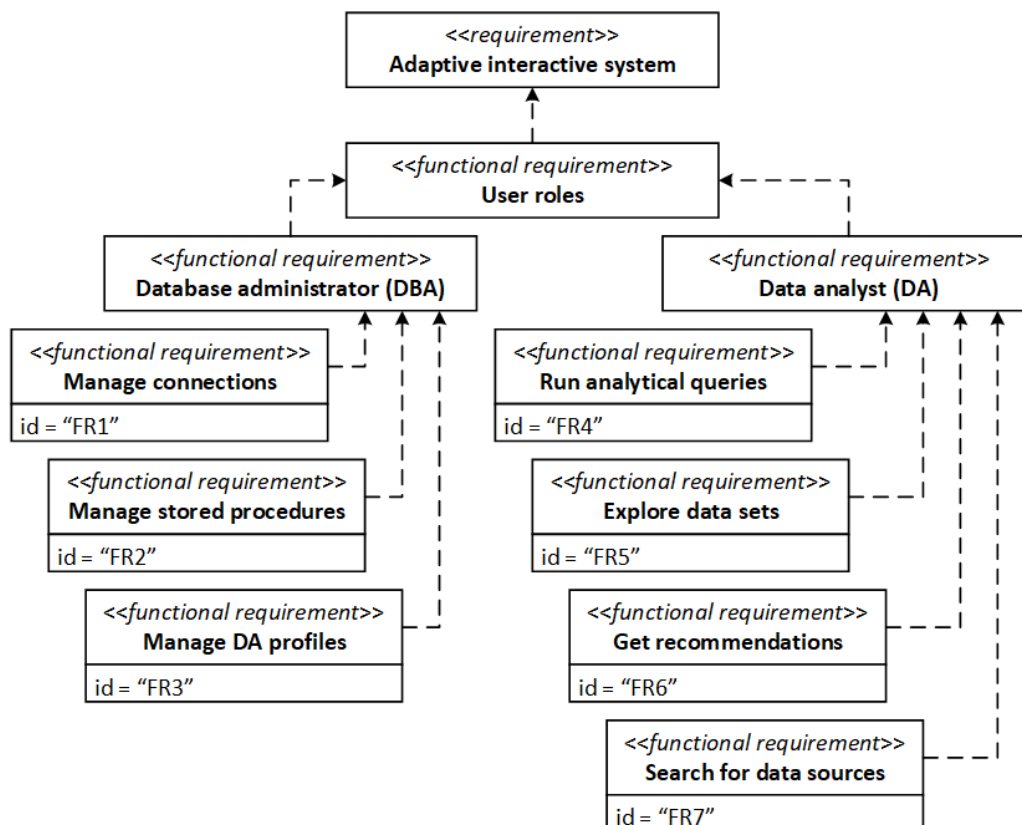 <<requirement>>
Adaptive interactive system
<<functional requirement>>
User roles
<<functional requirement>>
Database administrator (DBA)
<<functional requirement>>
Data analyst (DA)
<<functional requirement>>
Manage connections
id = “FR1”
<<functional requirement>>
Run analytical queries
id = “FR4”
<<functional requirement>>
Manage stored procedures
id = “FR2”
<<functional requirement>>
Explore data sets
id = “FR5”
<<functional requirement>>
Manage DA profiles
id = “FR3”
<<functional requirement>>
Get recommendations
id = “FR6”
<<functional requirement>>
Search for data sources
id = “FR7”